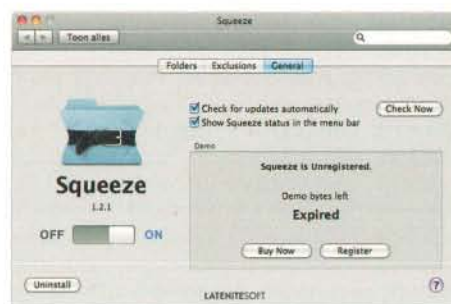 Squeeze
Toon alles
Folders Exclusions General
Check for updates automatically
Check Now
Show Squeeze status in the menu bar
Demo
Squeeze is Unregistered.
Demo bytes left
Expired
Buy Now Register
Squeeze
1.2.1
OFF ON
Uninstall
LATENITESOFT
?